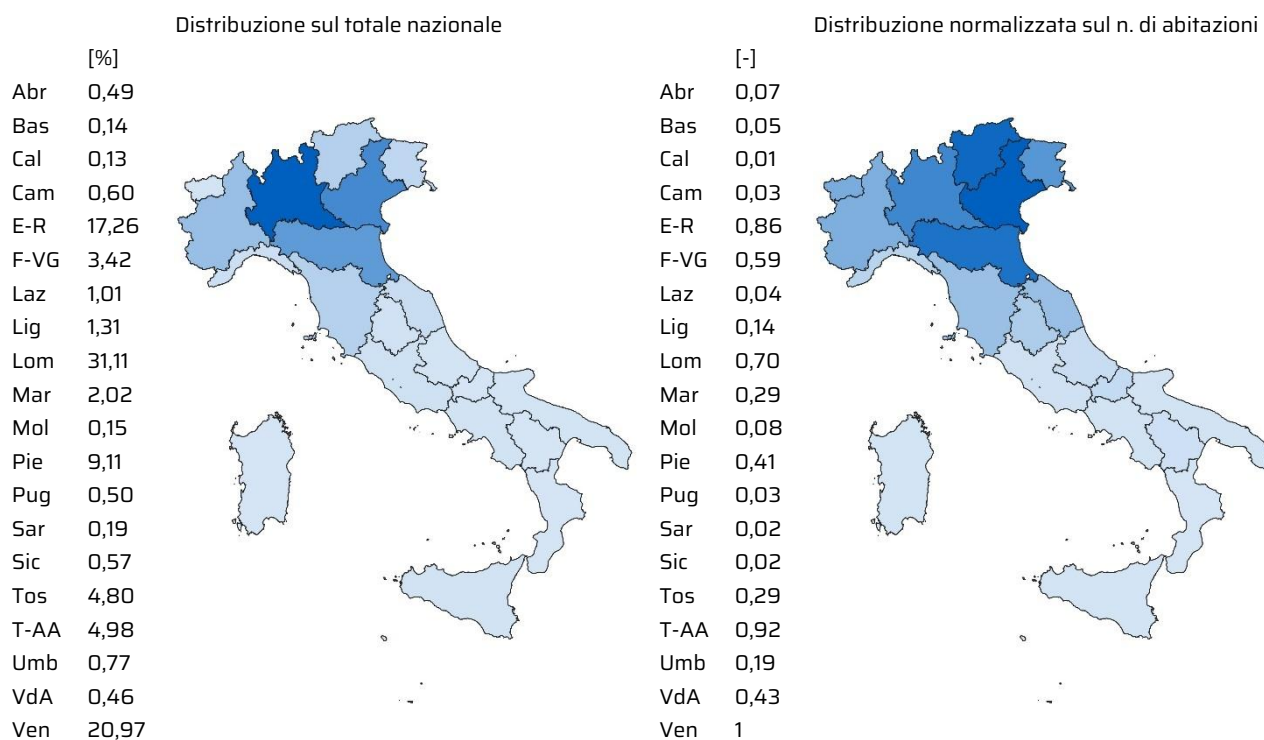 Distribuzione sul totale nazionale
[%]
Abr 0,49
Bas 0,14
Cal 0,13
Cam 0,60
E-R 17,26
F-VG 3,42
Laz 1,01
Lig 1,31
Lom 31,11
Mar 2,02
Mol 0,15
Pie 9,11
Pug 0,50
Sar 0,19
Sic 0,57
Tos 4,80
T-AA 4,98
Umb 0,77
VdA 0,46
Ven 20,97
Distribuzione normalizzata sul n. di abitazioni
[-]
Abr 0,07
Bas 0,05
Cal 0,01
Cam 0,03
E-R 0,86
F-VG 0,59
Laz 0,04
Lig 0,14
Lom 0,70
Mar 0,29
Mol 0,08
Pie 0,41
Pug 0,03
Sar 0,02
Sic 0,02
Tos 0,29
T-AA 0,92
Umb 0,19
VdA 0,43
Ven 1